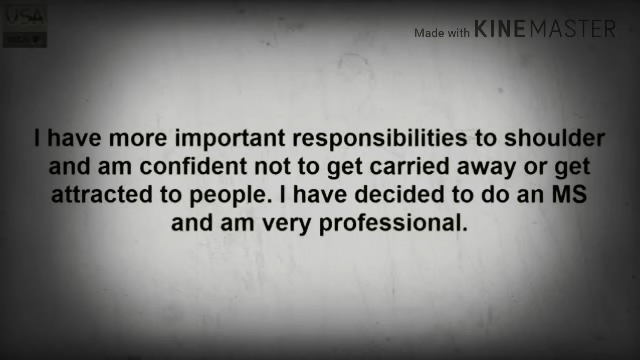 USA
Made with KINEMASTER
I have more important responsibilities to shoulder
and am confident not to get carried away or get
attracted to people. I have decided to do an MS
and am very professional.